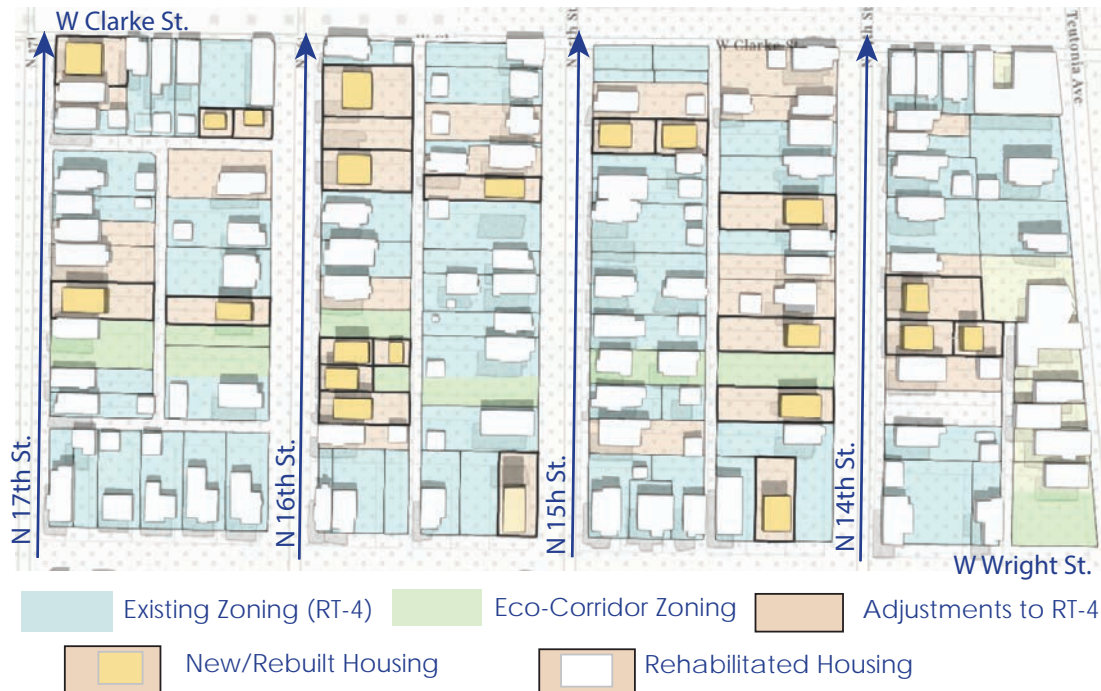 W Clarke St.
W Clarke St
Teutonia Ave
N 17th St.
N 16th St.
N 15h St.
N 14th St.
W Wright St.
Existing Zoning (RT-4)
Eco-Corridor Zoning
Adjustments to RT-4
New/Rebuilt Housing
Rehabilitated Housing